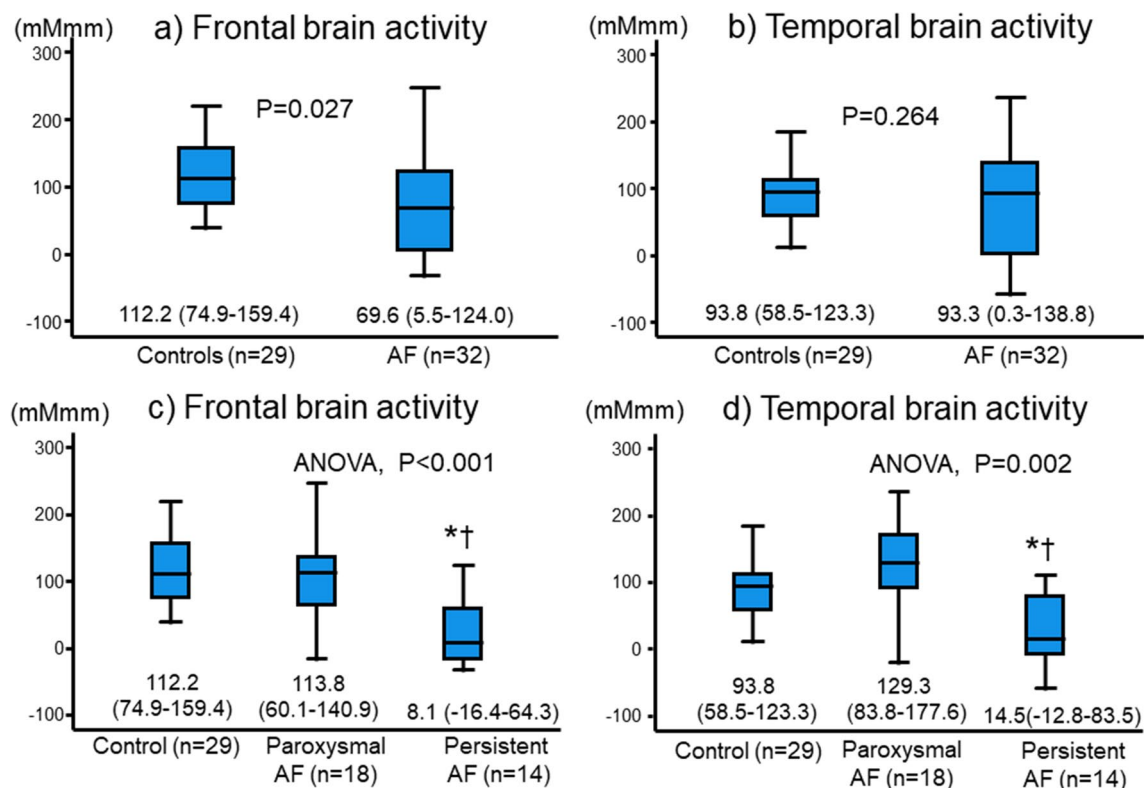 a) Frontal brain activity
(mMmm)
300
200
100
0
-100
P=0.027
112.2 (74.9-159.4)
69.6 (5.5-124.0)
Controls (n=29)
AF (n=32)
b) Temporal brain activity
(mMmm)
300
200
100
0
-100
P=0.264
93.8 (58.5-123.3)
93.3 (0.3-138.8)
Controls (n=29)
AF (n=32)
c) Frontal brain activity
(mMmm)
300
200
100
0
-100
ANOVA, P<0.001
*†
112.2
(74.9-159.4)
113.8
(60.1-140.9)
8.1 (-16.4-64.3)
Control (n=29)
Paroxysmal
AF (n=18)
Persistent
AF (n=14)
d) Temporal brain activity
(mMmm)
300
200
100
0
-100
ANOVA, P=0.002
*†
93.8
(58.5-123.3)
129.3
(83.8-177.6)
14.5(-12.8-83.5)
Control (n=29)
Paroxysmal
AF (n=18)
Persistent
AF (n=14)